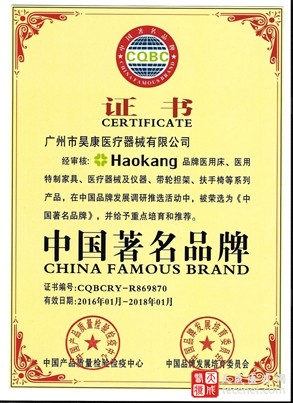 中国著名品牌
CQBC
证书
CERTIFICATE
广州市昊康医疗器械有限公司
经审核: Haokang 品牌医用床、医用
特制家具、医疗器械及仪器、带轮担架、扶手椅等系列
产品，在中国品牌发展调研推选活动中，被荣选为《中
国著名品牌》，并给予重点培育和推荐。
中国著名品牌
CHINA FAMOUS BRAND
证书编号:CQBCRY-R869870
有效日期:2016年01月-2018年01月
中国产品质量检验检疫中心
中国品牌发展培育委员会